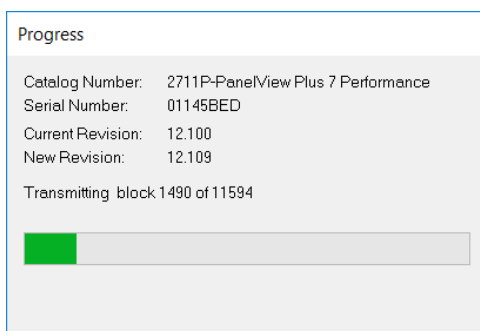 Progress
Catalog Number: 2711P-PanelView Plus 7 Performance
Serial Number: 01145BED
Current Revision: 12.100
New Revision: 12.109
Transmitting block 1490 of 11594